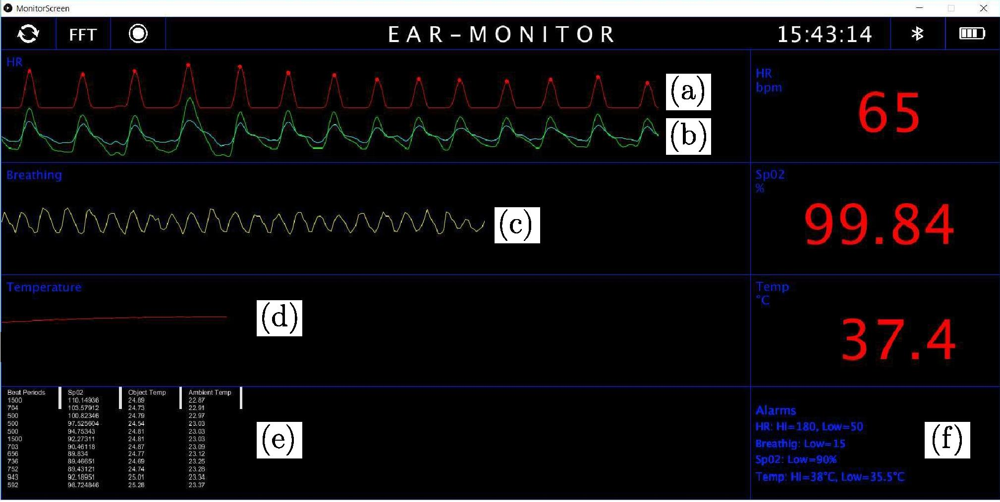 MonitorScreen
FFT
EAR-MONITOR
15:43:14
HR
(a)
(b)
HR
bpm
65
Breathing
(c)
Sp02
%
99.84
Temperature
(d)
Temp
°C
37.4
Beat Periods Sp02 Object Temp Ambient Temp
1500 110.14936 24.89 22.87
704 103.57912 24.73 22.91
500 100.82346 24.79 22.97
500 97.525604 24.54 23.03
500 94.75343 24.81 23.03
1500 92.27311 24.81 23.03
703 90.46118 24.87 23.09
656 89.834 24.77 23.12
736 89.46651 24.69 23.25
752 89.43121 24.74 23.28
943 92.18951 25.01 23.34
592 98.724846 25.28 23.37
(e)
Alarms
HR: Hi=180, Low=50
Breathig: Low=15
Sp02: Low=90%
Temp: Hi=38°C, Low=35.5°C
(f)